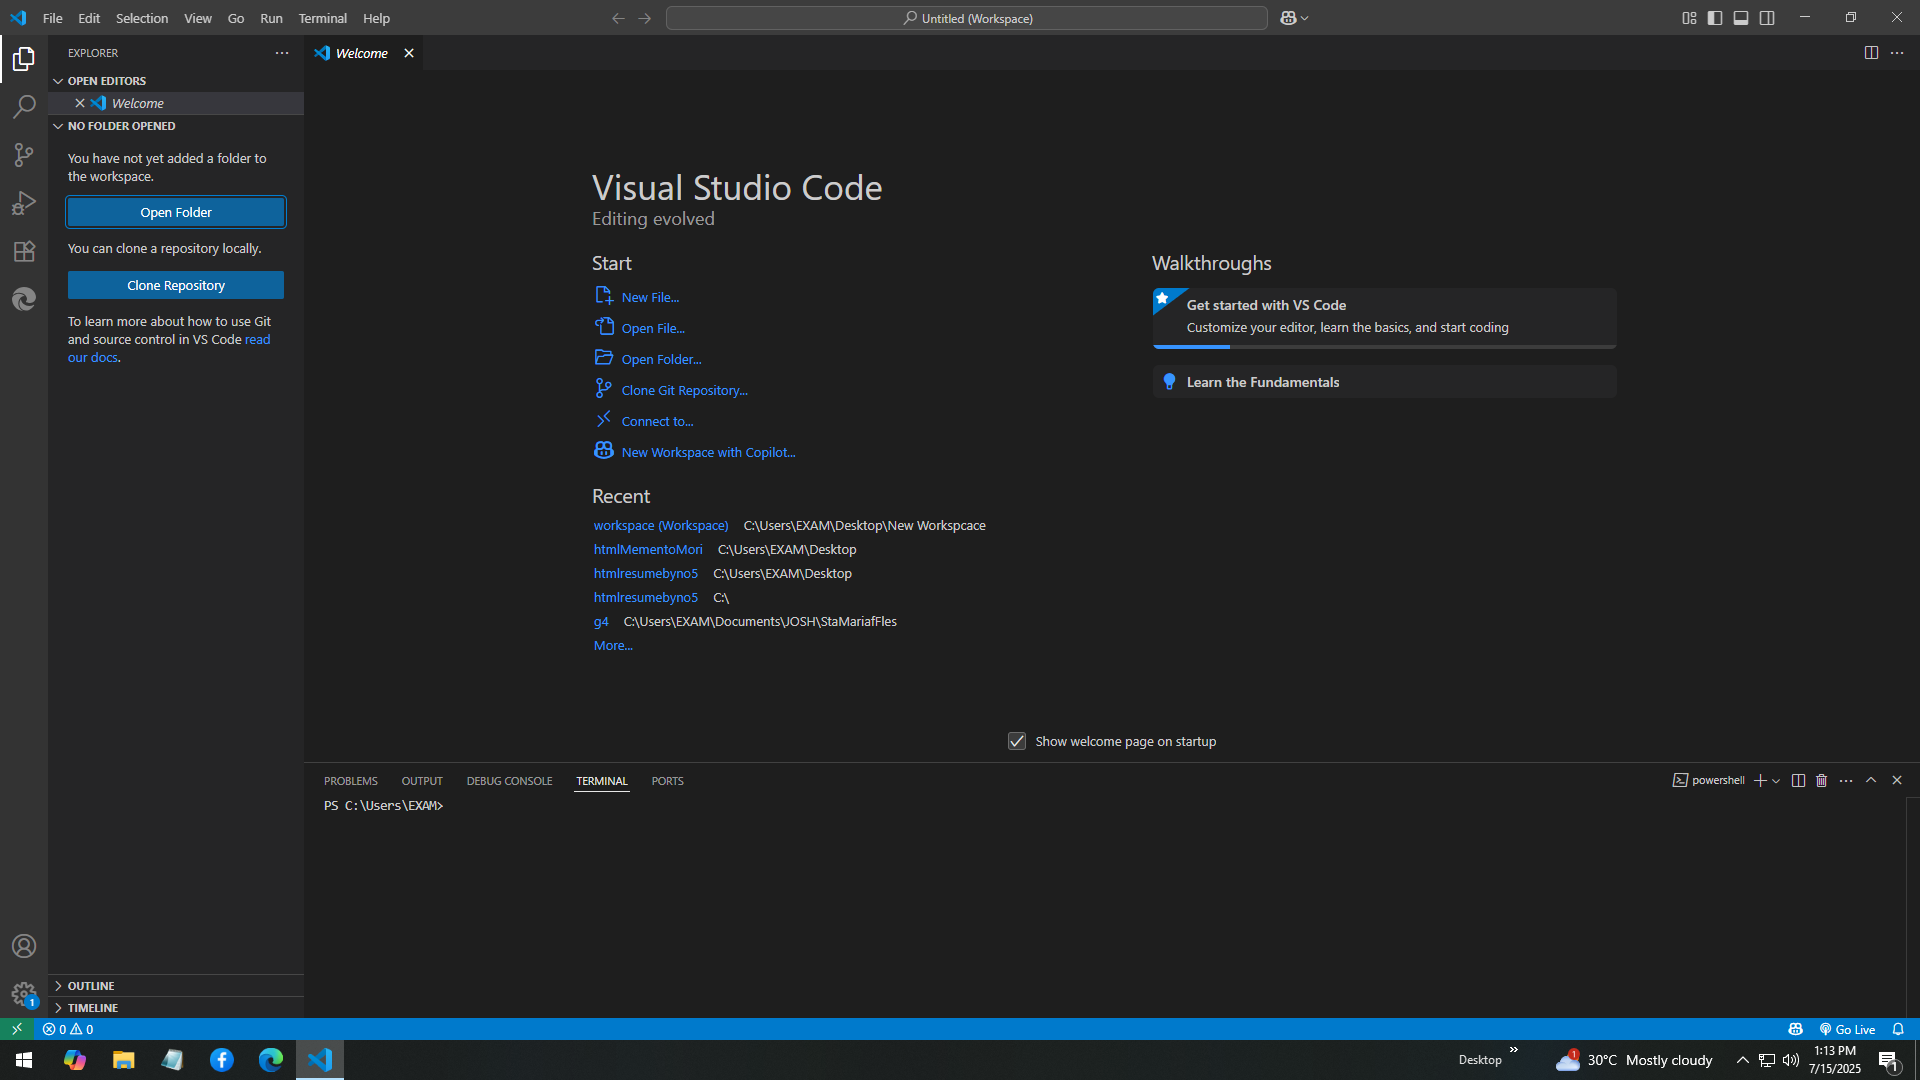 File Edit Selection View Go Run Terminal Help
Untitled (Workspace)
EXPLORER
OPEN EDITORS
Welcome
NO FOLDER OPENED
You have not yet added a folder to
the workspace.
Open Folder
You can clone a repository locally.
Clone Repository
To learn more about how to use Git
and source control in VS Code read
our docs.
OUTLINE
TIMELINE
Welcome
Visual Studio Code
Editing evolved
Start
New File...
Open File...
Open Folder...
Clone Git Repository...
Connect to...
New Workspace with Copilot...
Recent
workspace (Workspace) C:\Users\EXAM\Desktop\New Workspcace
htmlMementoMori C:\Users\EXAM\Desktop
htmlresumebyno5 C:\Users\EXAM\Desktop
htmlresumebyno5 C:\
g4 C:\Users\EXAM\Documents\JOSH\StaMariafFles
More...
Walkthroughs
Get started with VS Code
Customize your editor, learn the basics, and start coding
Learn the Fundamentals
Show welcome page on startup
PROBLEMS OUTPUT DEBUG CONSOLE TERMINAL PORTS
powershell
PS C:\Users\EXAM>
1
0 0
Go Live
Desktop
1
30°C Mostly cloudy
1:13 PM
7/15/2025
1